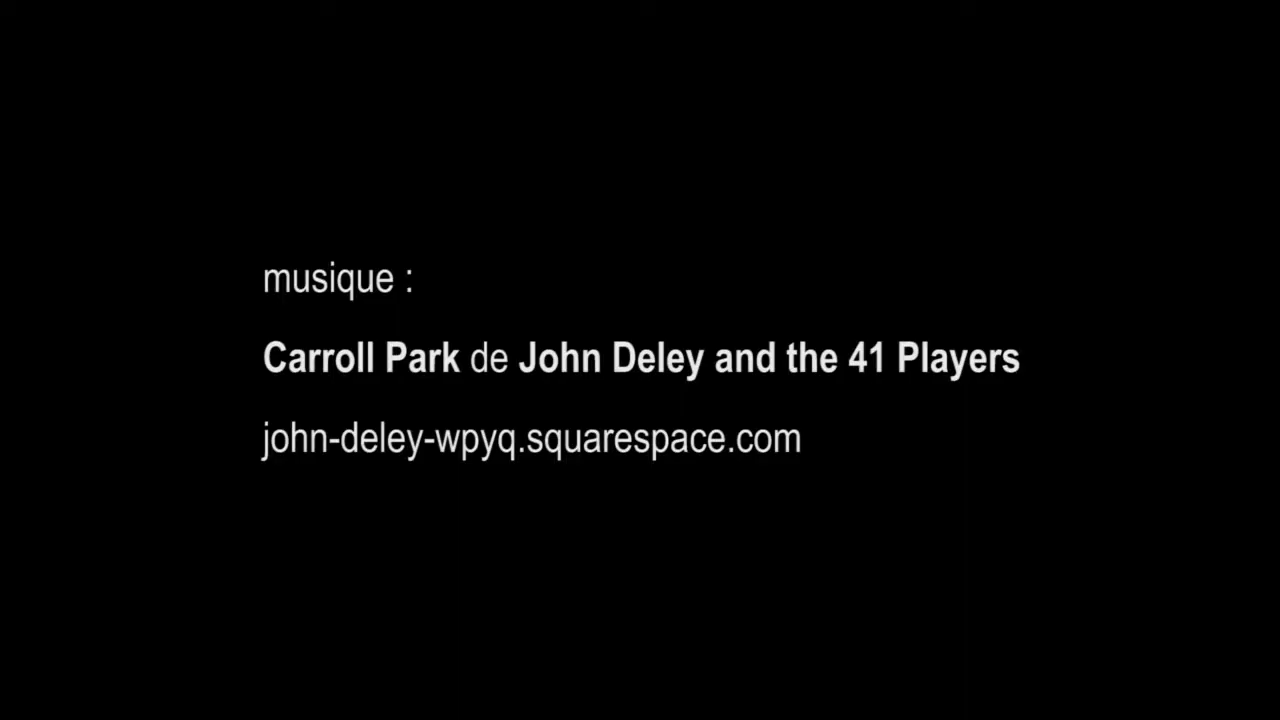 musique :
Carroll Park de John Deley and the 41 Players
john-deley-wpyq.squarespace.com